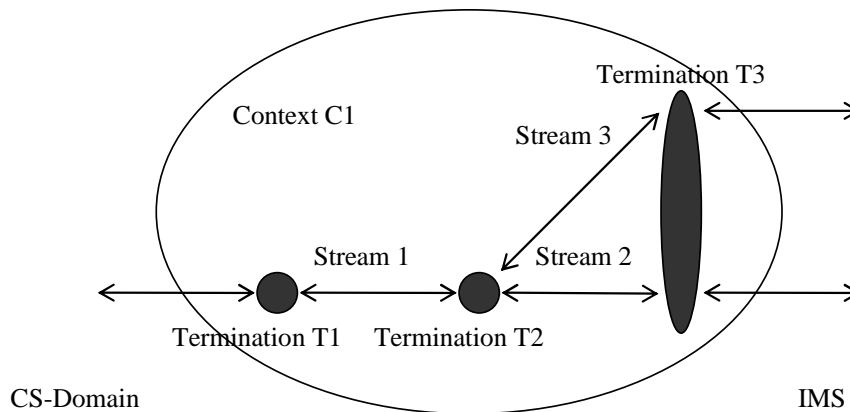 Termination T3
Context C1
Stream 3
Stream 1
Stream 2
Termination T1
Termination T2
CS-Domain
IMS